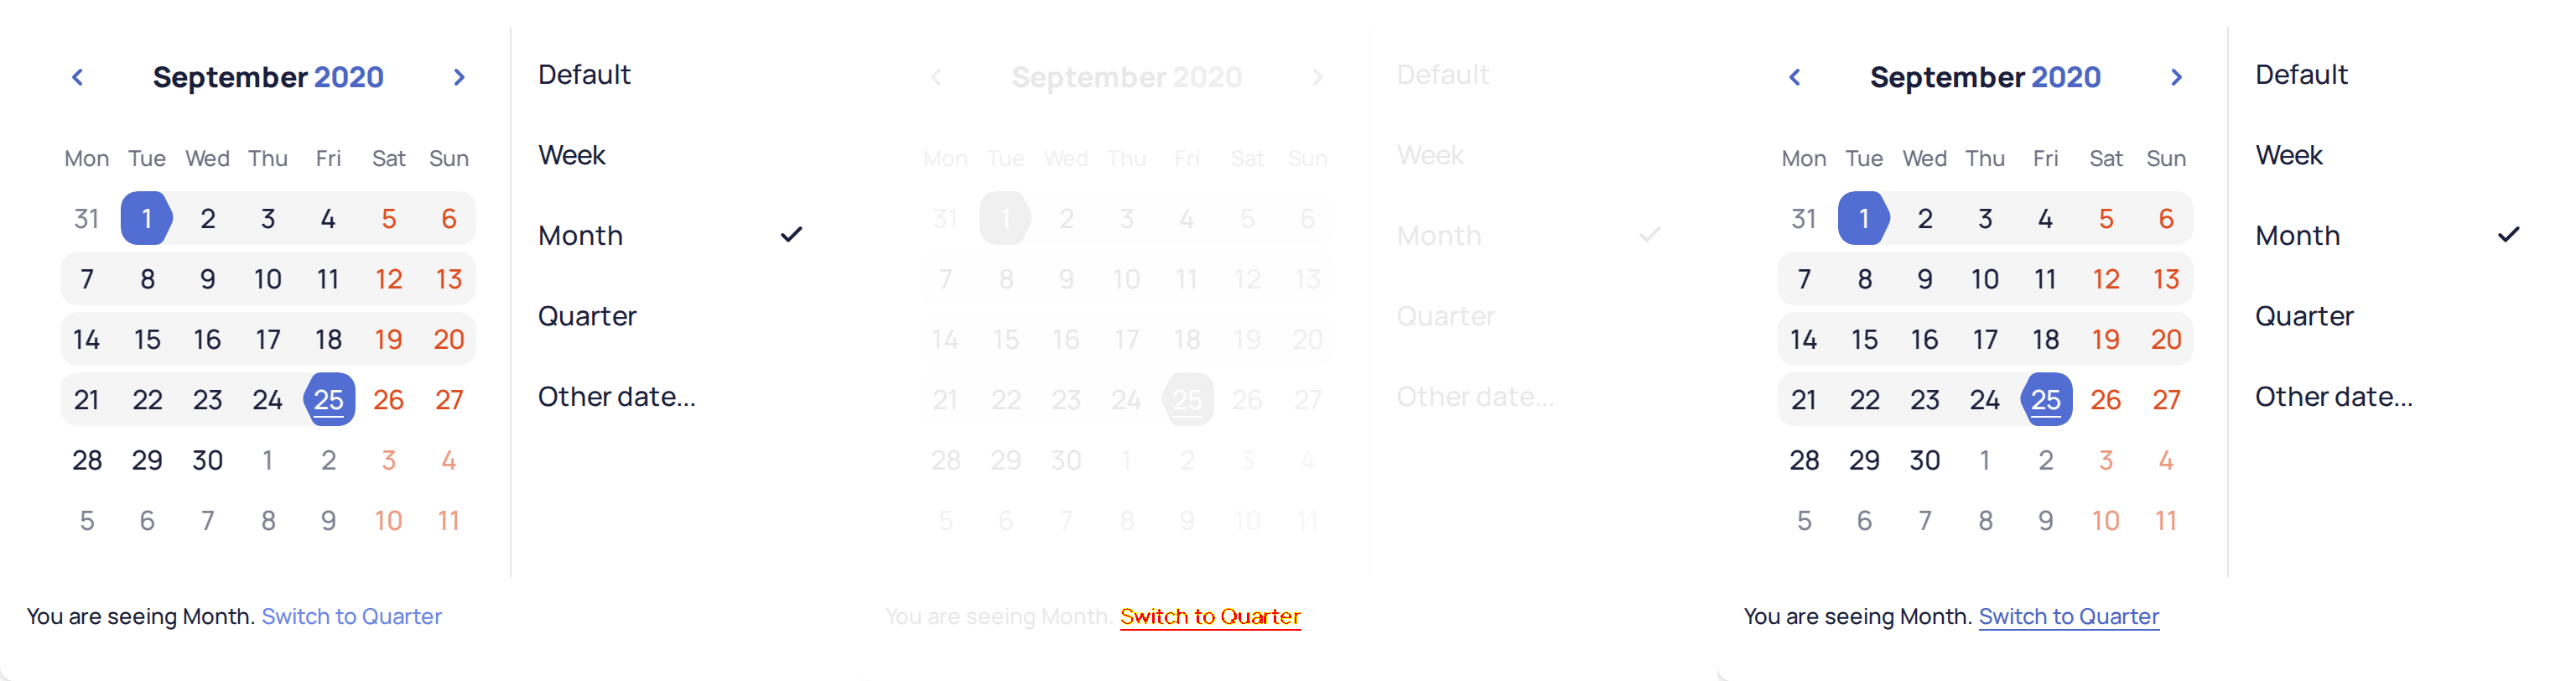 September 2020
Mon Tue Wed Thu Fri Sat Sun
31 1 2 3 4 5 6
7 8 9 10 11 12 13
14 15 16 17 18 19 20
21 22 23 24 25 26 27
28 29 30 1 2 3 4
5 6 7 8 9 10 11
Default
Week
Month
Quarter
Other date...
You are seeing Month. Switch to Quarter
September 2020
Mon Tue Wed Thu Fri Sat Sun
31 1 2 3 4 5 6
7 8 9 10 11 12 13
14 15 16 17 18 19 20
21 22 23 24 25 26 27
28 29 30 1 2 3 4
5 6 7 8 9 10 11
Default
Week
Month
Quarter
Other date...
You are seeing Month. Switch to Quarter
September 2020
Mon Tue Wed Thu Fri Sat Sun
31 1 2 3 4 5 6
7 8 9 10 11 12 13
14 15 16 17 18 19 20
21 22 23 24 25 26 27
28 29 30 1 2 3 4
5 6 7 8 9 10 11
Default
Week
Month
Quarter
Other date...
You are seeing Month. Switch to Quarter